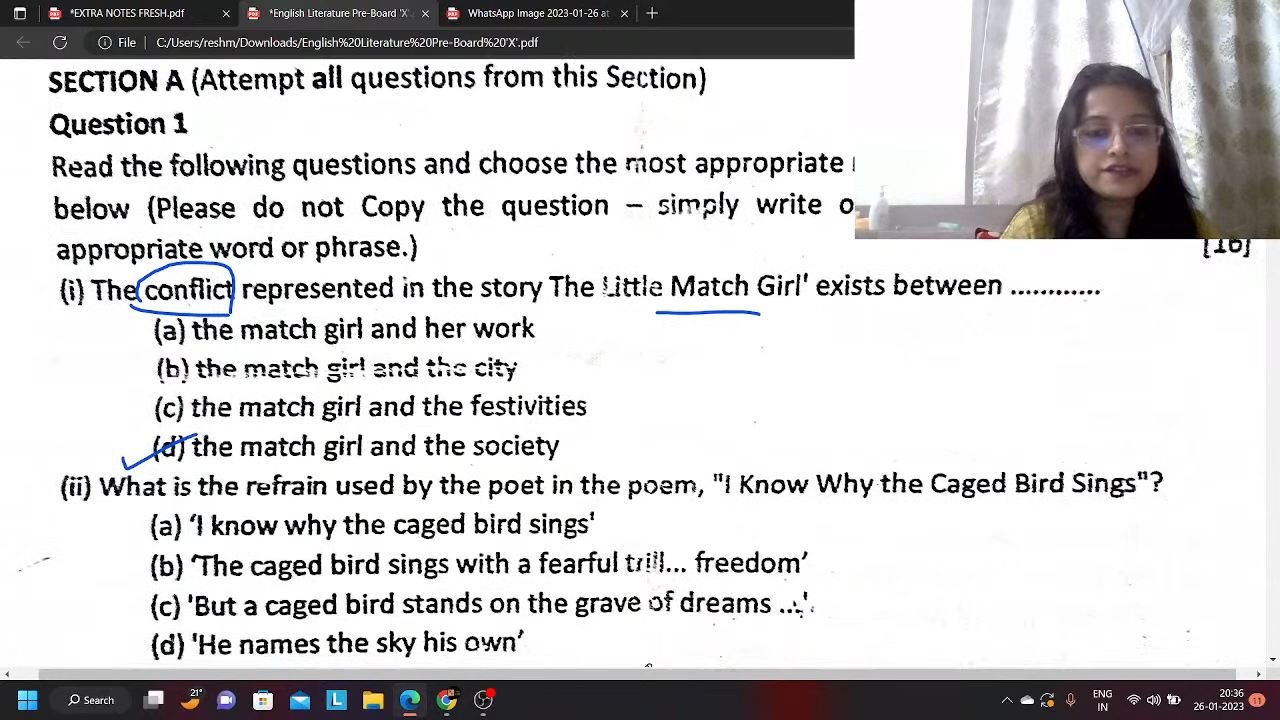 *EXTRA NOTES FRESH.pdf
*English Literature Pre-Board 'X'.
WhatsApp Image 2023-01-26 at
File C:/Users/reshm/Downloads/English%20Literature%20Pre-Board%20'X'.pdf
SECTION A (Attempt all questions from this Section)
Question 1
Read the following questions and choose the most appropriate
below (Please do not Copy the question – simply write
appropriate word or phrase.)
[16]
(i) The conflict represented in the story The Little Match Girl' exists between ............
(a) the match girl and her work
(b) the match girl and the city
(c) the match girl and the festivities
(d) the match girl and the society
(ii) What is the refrain used by the poet in the poem, "I Know Why the Caged Bird Sings"?
(a) 'I know why the caged bird sings'
(b) 'The caged bird sings with a fearful trill... freedom'
(c) 'But a caged bird stands on the grave of dreams ...'.
(d) 'He names the sky his own'
Search
21°
L
ENG
IN
20:36
26-01-2023
11